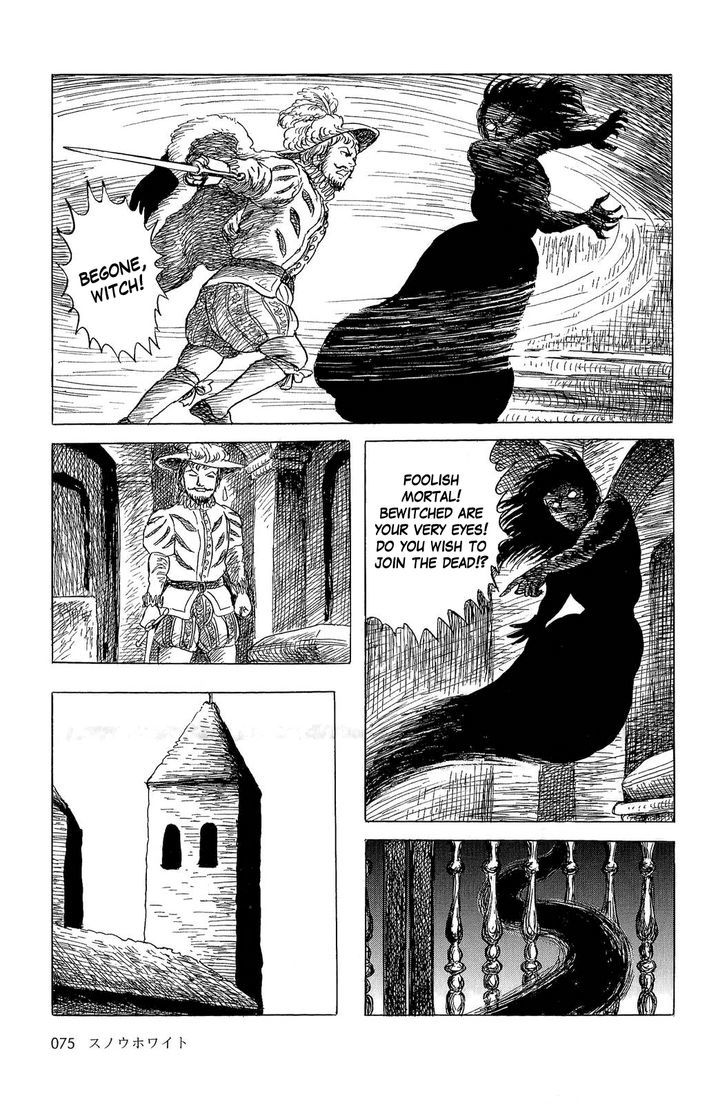 BEGONE,
WITCH!
FOOLISH
MORTAL!
BEWITCHED ARE
YOUR VERY EYES!
DO YOU WISH TO
JOIN THE DEAD!?
075 スノウホワイト